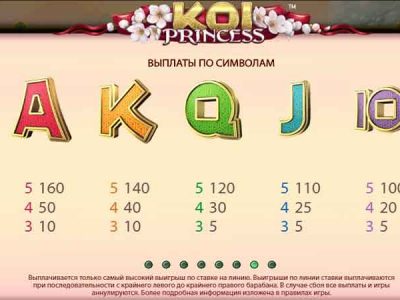 KOI
PRINCESS™
ВЫПЛАТЫ ПО СИМВОЛАМ
A K Q J 10
5 160 5 140 5 120 5 110 5 100
4 50 4 40 4 30 4 25 4 20
3 10 3 10 3 5 3 5 3 5
Выплачивается только самый высокий выигрыш по ставке на линию. Выигрыши по линии ставки выплачиваются
при последовательности с крайнего левого до крайнего правого барабана. В случае сбоя все выплаты и игры
аннулируются. Более подробная информация изложена в правилах игры.